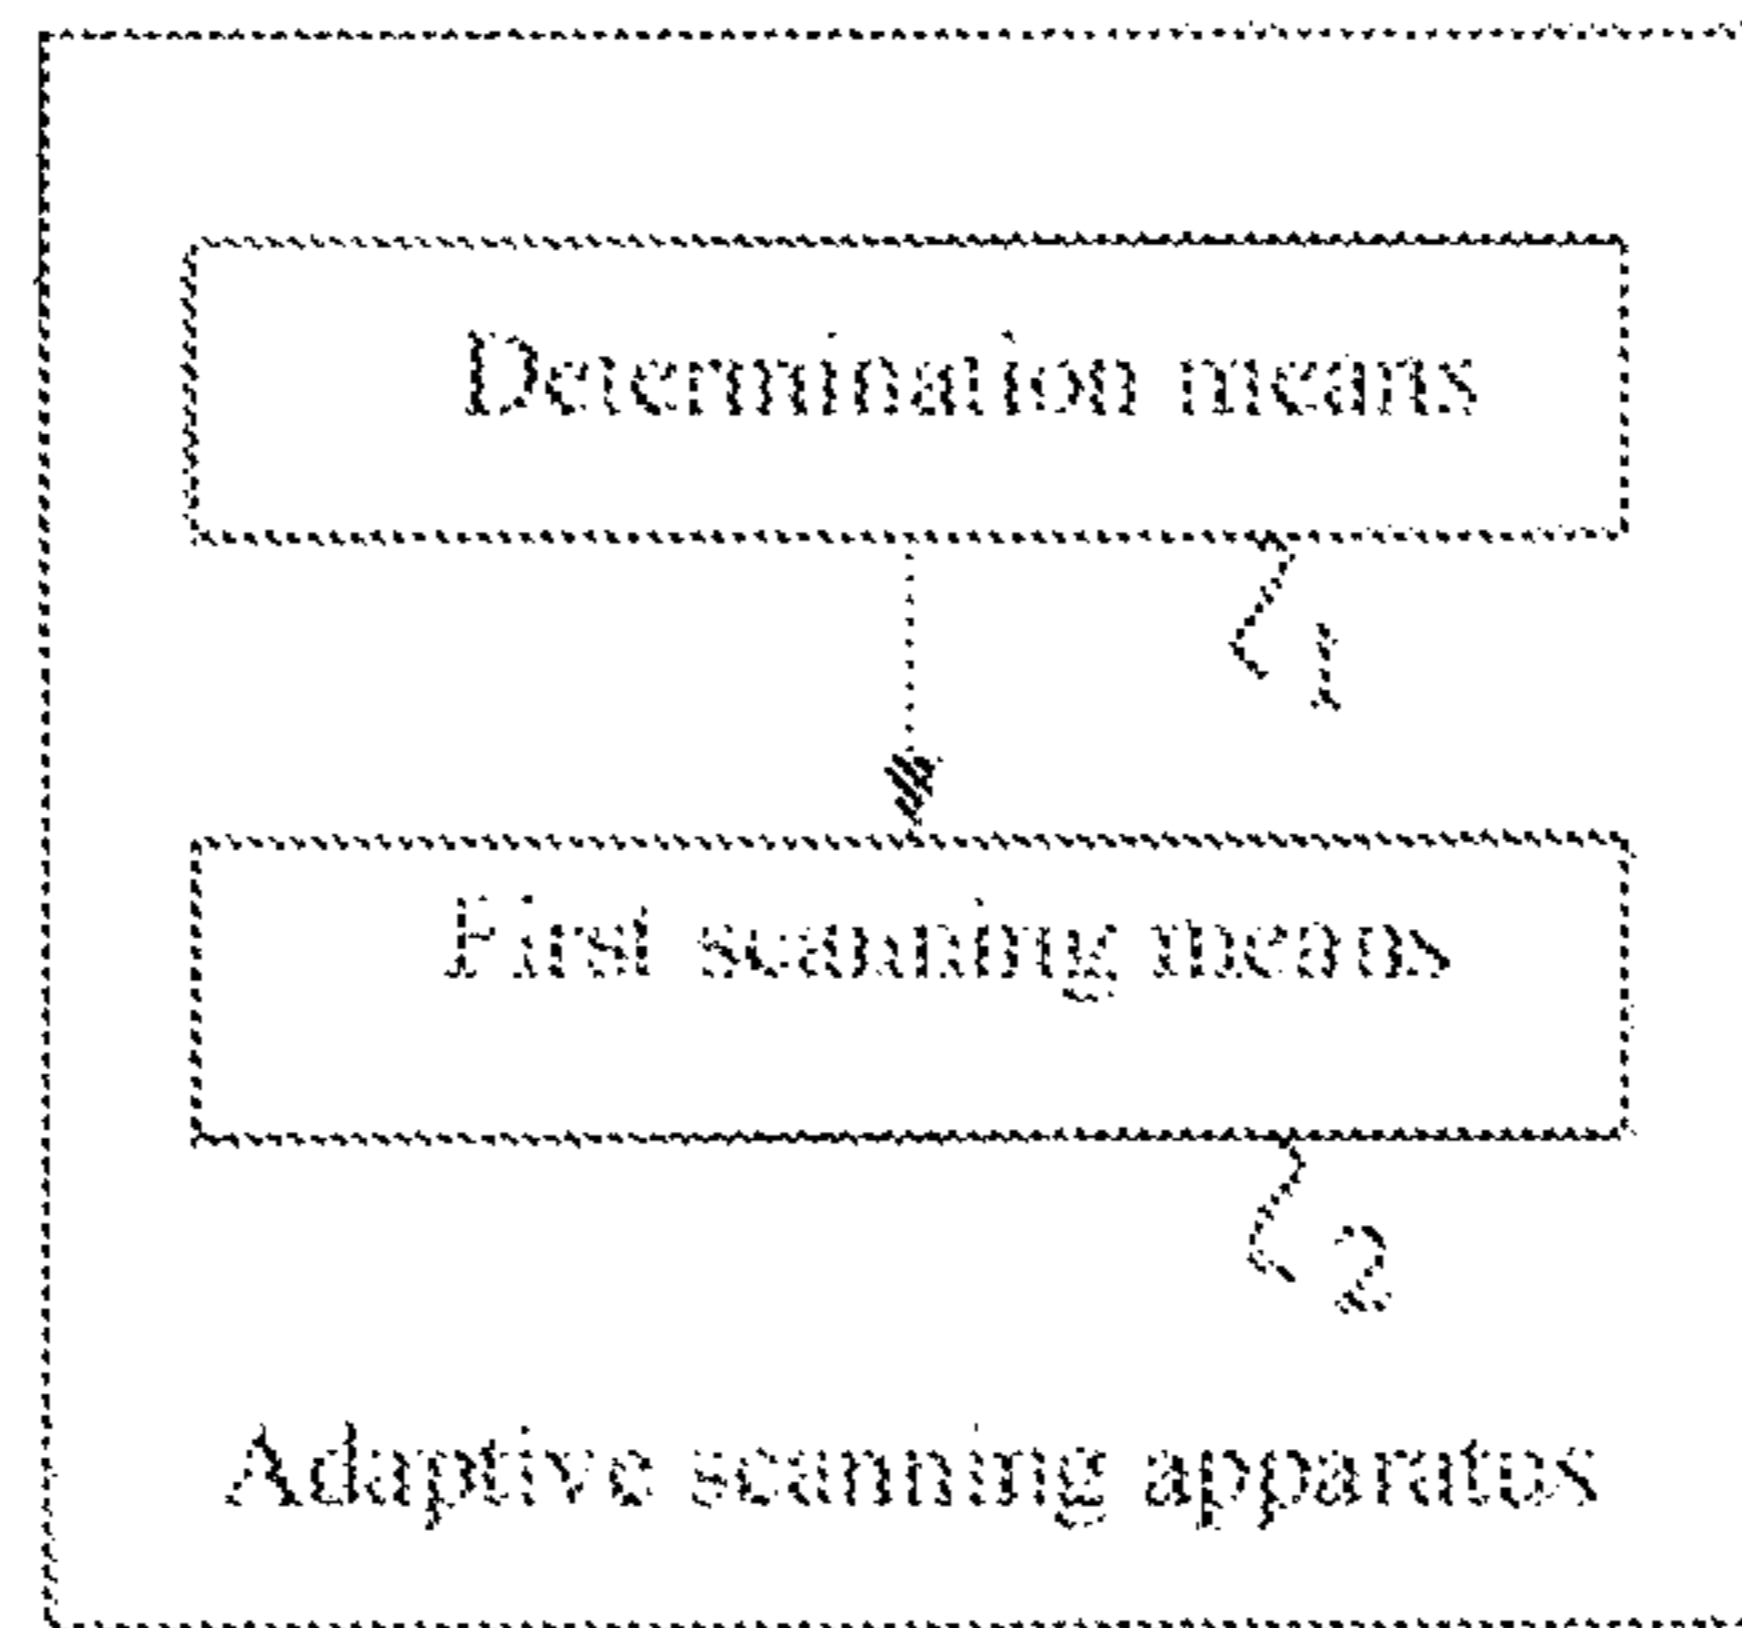 Determination means
1
First scanning means
2
Adaptive scanning apparatus